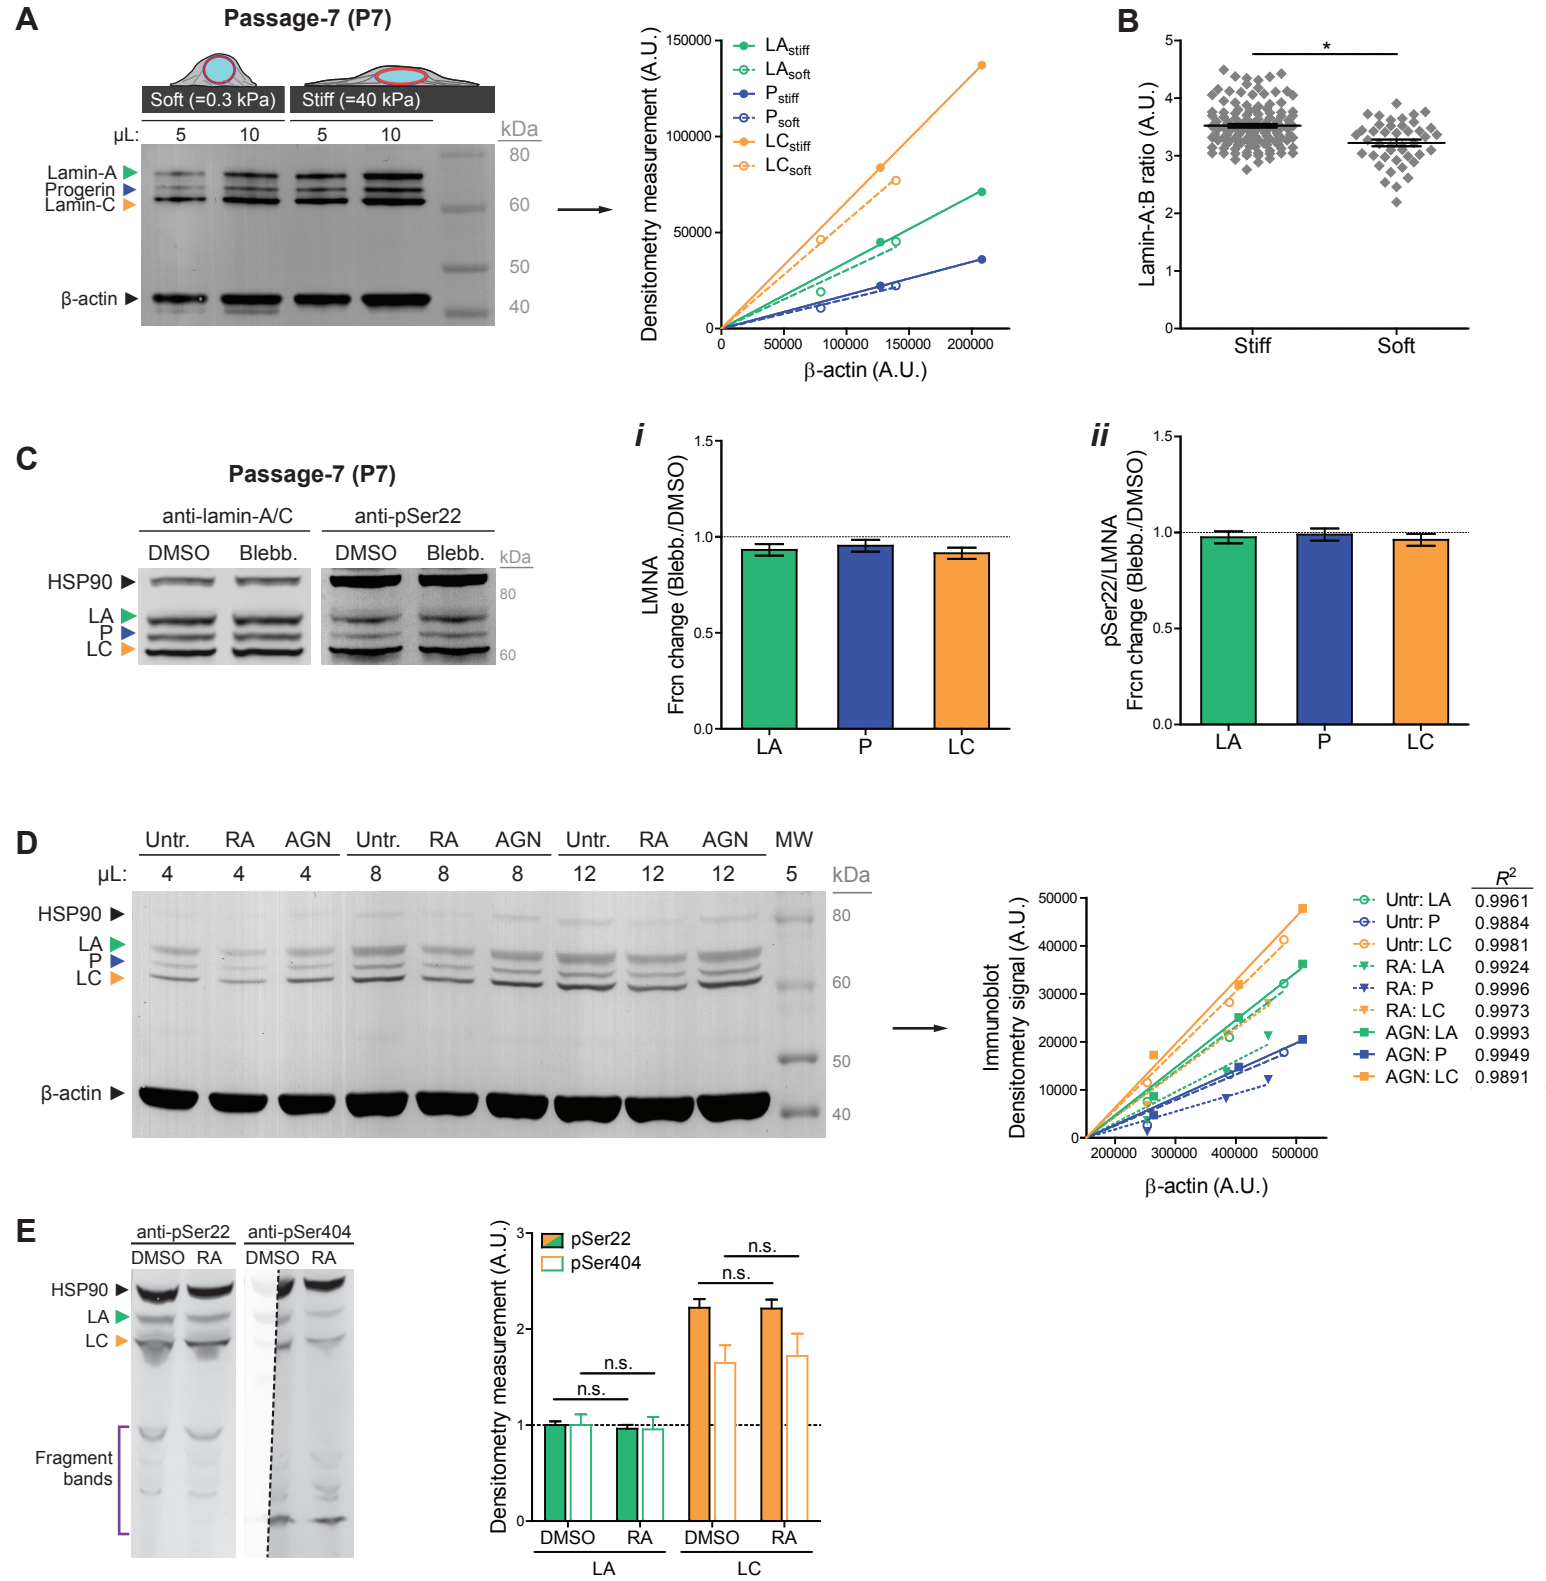 A
Passage-7 (P7)
Soft (=0.3 kPa) Stiff (=40 kPa)
µL: 5 10 5 10
kDa
80
60
50
40
Lamin-A
Progerin
Lamin-C
β-actin
Densitometry measurement (A.U.)
150000
100000
50000
0
0 50000 100000 150000 200000
β-actin (A.U.)
LAstiff
LAsoft
Pstiff
Psoft
LCstiff
LCsoft
B
Lamin-A:B ratio (A.U.)
5
4
3
2
1
0
*
Stiff Soft
C
Passage-7 (P7)
anti-lamin-A/C anti-pSer22
DMSO Blebb. DMSO Blebb.
kDa
80
60
HSP90
LA
P
LC
i
LMNA
Frcn change (Blebb./DMSO)
1.5
1.0
0.5
0.0
LA P LC
ii
pSer22/LMNA
Frcn change (Blebb./DMSO)
1.5
1.0
0.5
0.0
LA P LC
D
Untr. RA AGN Untr. RA AGN Untr. RA AGN MW
µL: 4 4 4 8 8 8 12 12 12 5 kDa
80
60
50
40
HSP90
LA
P
LC
β-actin
Immunoblot
Densitometry signal (A.U.)
50000
40000
30000
20000
10000
0
200000 300000 400000 500000
β-actin (A.U.)
R2
Untr: LA 0.9961
Untr: P 0.9884
Untr: LC 0.9981
RA: LA 0.9924
RA: P 0.9996
RA: LC 0.9973
AGN: LA 0.9993
AGN: P 0.9949
AGN: LC 0.9891
E
anti-pSer22 anti-pSer404
DMSO RA DMSO RA
HSP90
LA
LC
Fragment
bands
Densitometry measurement (A.U.)
3
2
1
0
pSer22
pSer404
n.s.
n.s.
n.s.
n.s.
DMSO RA DMSO RA
LA LC